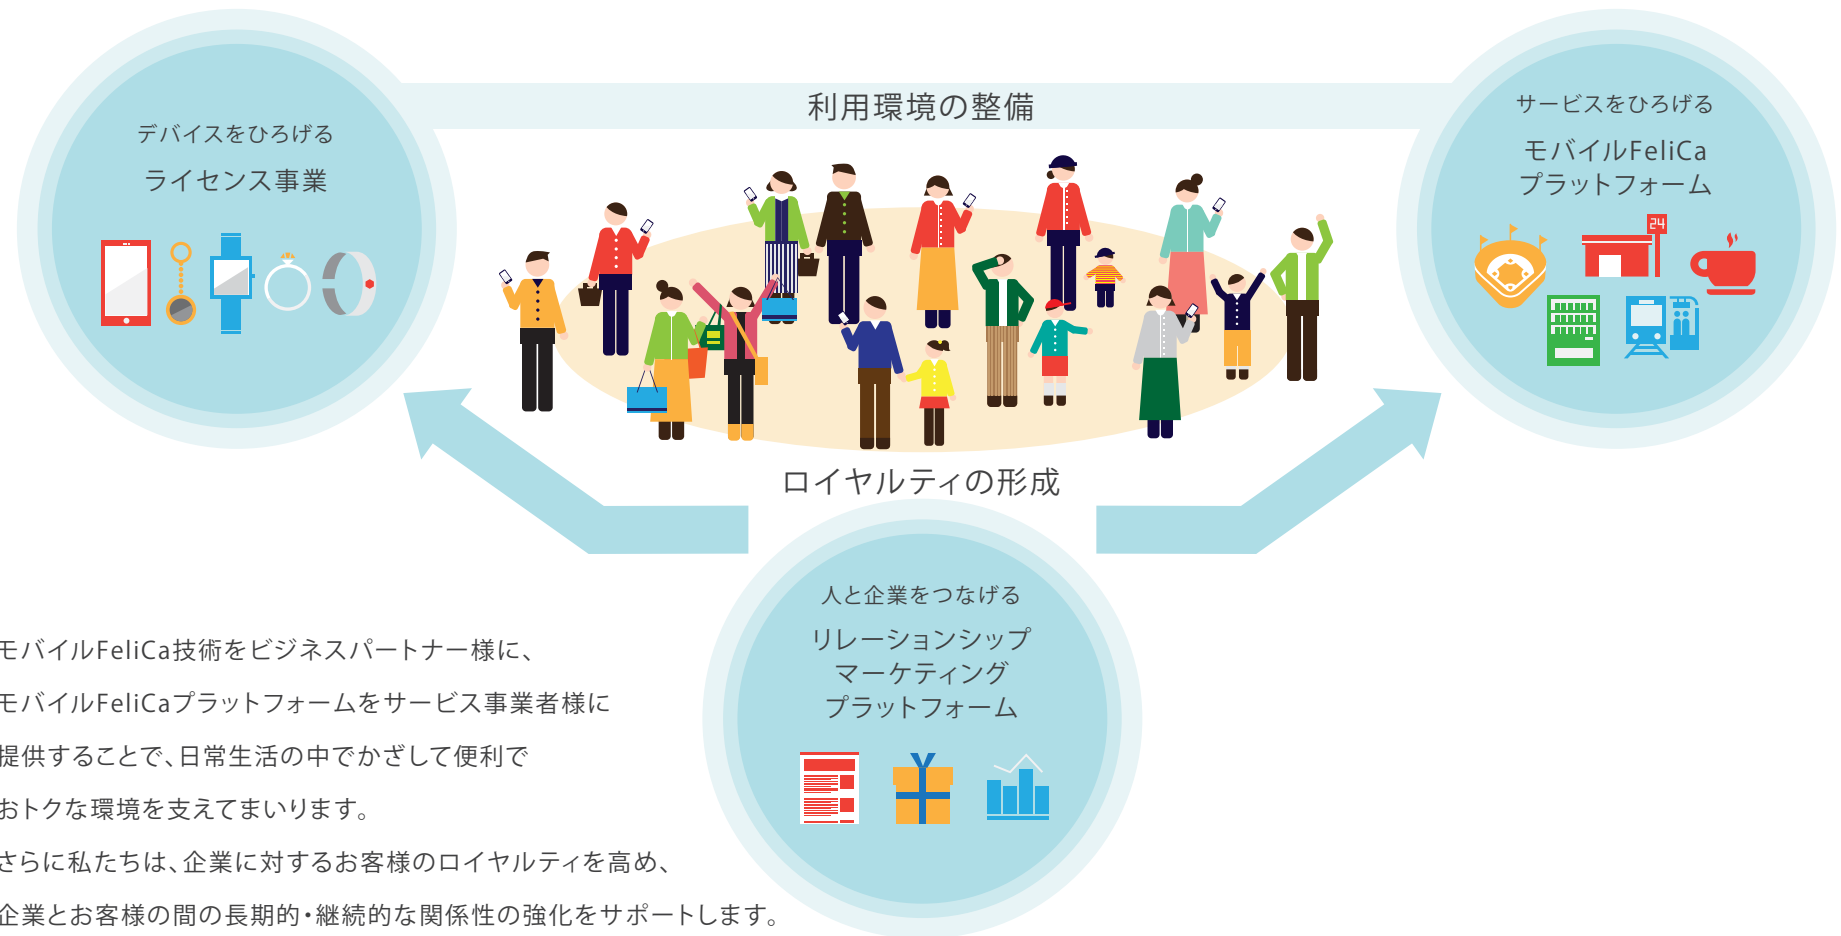 利用環境の整備
デバイスをひろげる
ライセンス事業
サービスをひろげる
モバイルFeliCa
プラットフォーム
24
ロイヤルティの形成
人と企業をつなげる
リレーションシップ
マーケティング
プラットフォーム
モバイルFeliCa技術をビジネスパートナー様に、
モバイルFeliCaプラットフォームをサービス事業者様に
提供することで、日常生活の中でかざして便利で
おトクな環境を支えてまいります。
さらに私たちは、企業に対するお客様のロイヤルティを高め、
企業とお客様の間の長期的・継続的な関係性の強化をサポートします。